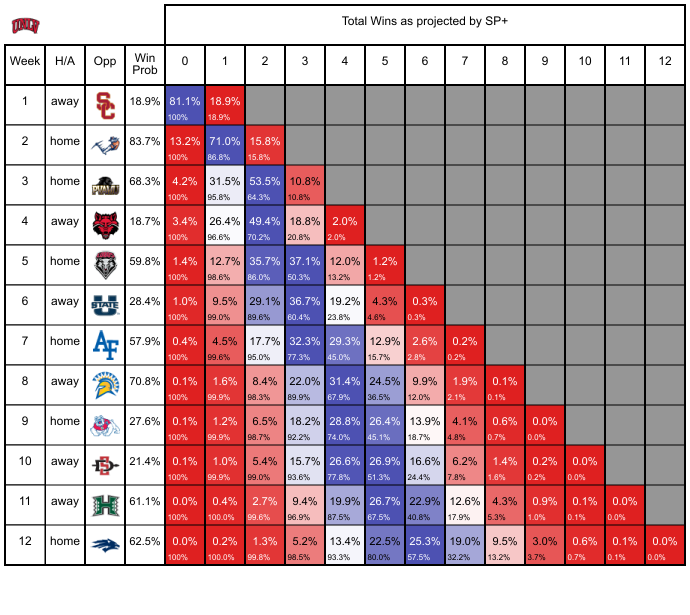 UNLV
Total Wins as projected by SP+
Week H/A Opp Win Prob 0 1 2 3 4 5 6 7 8 9 10 11 12
1 away SC 18.9% 81.1% 18.9%
100% 18.9%
2 home 83.7% 13.2% 71.0% 15.8%
100% 86.8% 15.8%
3 home PVAMU 68.3% 4.2% 31.5% 53.5% 10.8%
100% 95.8% 64.3% 10.8%
4 away 18.7% 3.4% 26.4% 49.4% 18.8% 2.0%
100% 96.6% 70.2% 20.8% 2.0%
5 home 59.8% 1.4% 12.7% 35.7% 37.1% 12.0% 1.2%
100% 98.6% 86.0% 50.3% 13.2% 1.2%
6 away U STATE 28.4% 1.0% 9.5% 29.1% 36.7% 19.2% 4.3% 0.3%
100% 99.0% 89.6% 60.4% 23.8% 4.6% 0.3%
7 home AF 57.9% 0.4% 4.5% 17.7% 32.3% 29.3% 12.9% 2.6% 0.2%
100% 99.6% 95.0% 77.3% 45.0% 15.7% 2.8% 0.2%
8 away 70.8% 0.1% 1.6% 8.4% 22.0% 31.4% 24.5% 9.9% 1.9% 0.1%
100% 99.9% 98.3% 89.9% 67.9% 36.5% 12.0% 2.1% 0.1%
9 home 27.6% 0.1% 1.2% 6.5% 18.2% 28.8% 26.4% 13.9% 4.1% 0.6% 0.0%
100% 99.9% 98.7% 92.2% 74.0% 45.1% 18.7% 4.8% 0.7% 0.0%
10 away SD 21.4% 0.1% 1.0% 5.4% 15.7% 26.6% 26.9% 16.6% 6.2% 1.4% 0.2% 0.0%
100% 99.9% 99.0% 93.6% 77.8% 51.3% 24.4% 7.8% 1.6% 0.2% 0.0%
11 away H 61.1% 0.0% 0.4% 2.7% 9.4% 19.9% 26.7% 22.9% 12.6% 4.3% 0.9% 0.1% 0.0%
100% 100.0% 99.6% 96.9% 87.5% 67.5% 40.8% 17.9% 5.3% 1.0% 0.1% 0.0%
12 home 62.5% 0.0% 0.2% 1.3% 5.2% 13.4% 22.5% 25.3% 19.0% 9.5% 3.0% 0.6% 0.1% 0.0%
100% 100.0% 99.8% 98.5% 93.3% 80.0% 57.5% 32.2% 13.2% 3.7% 0.7% 0.1% 0.0%